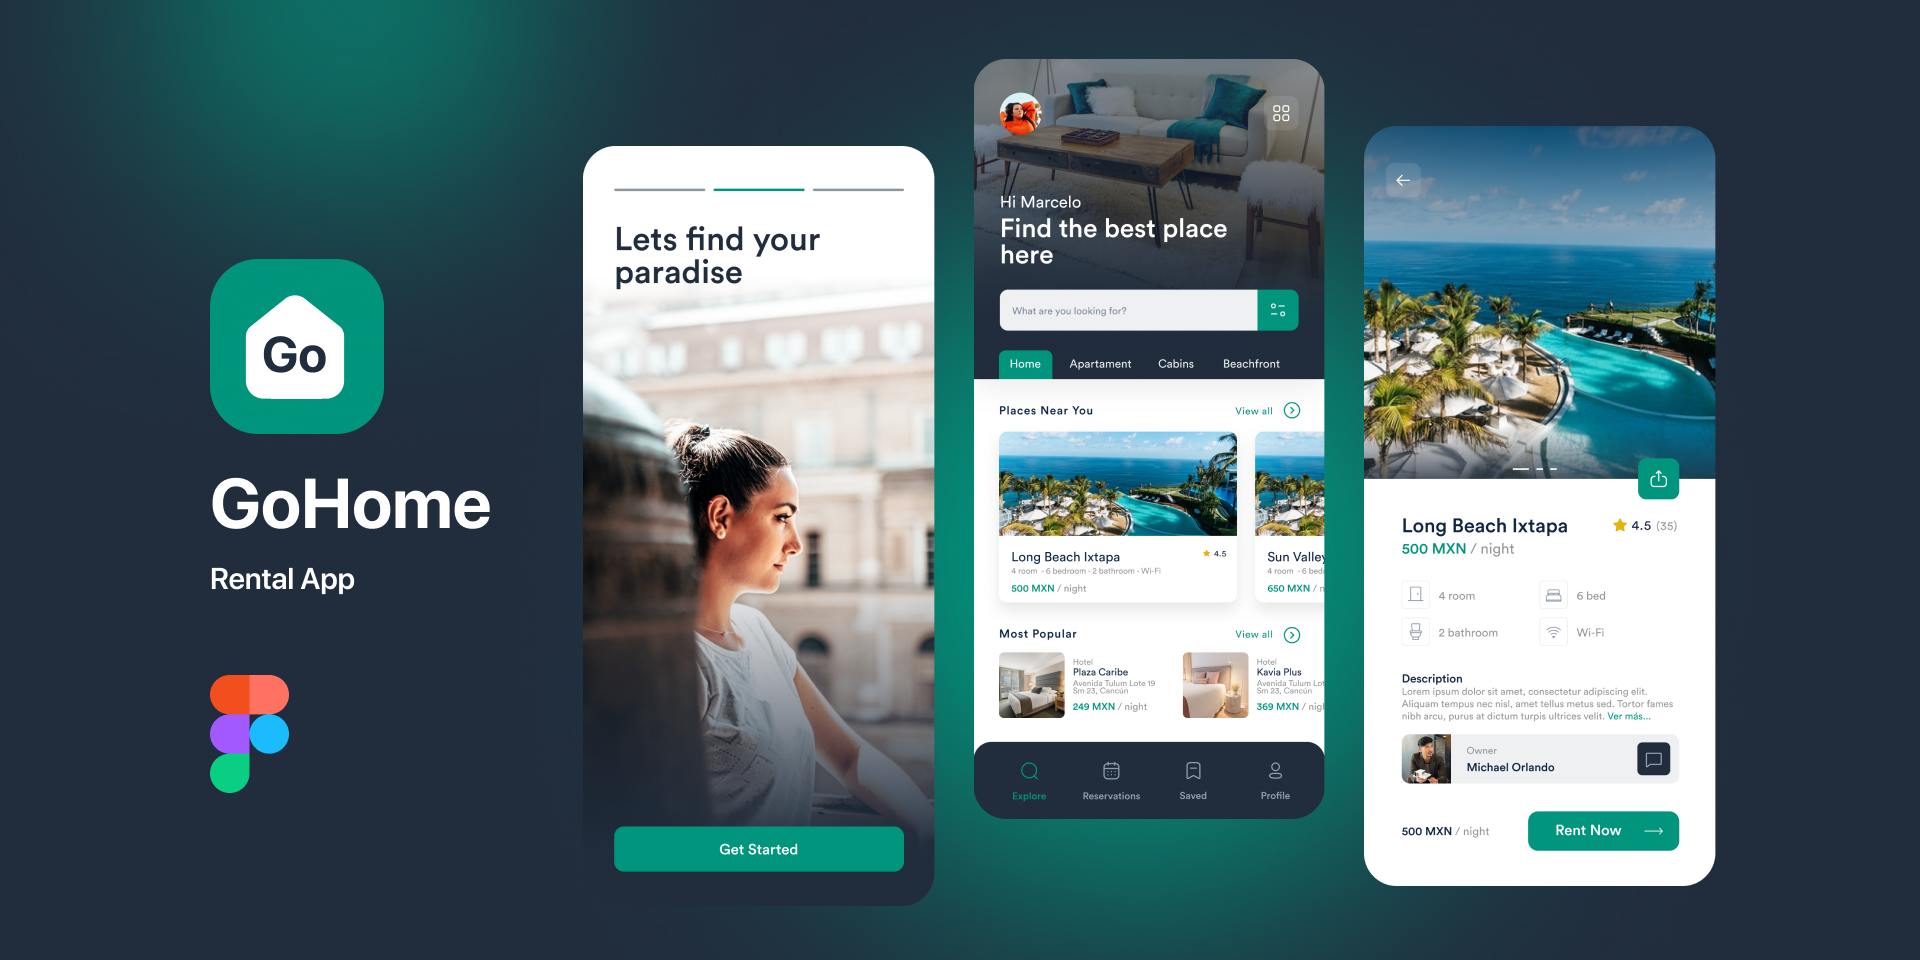 Go
GoHome
Rental App
Lets find your
paradise
Get Started
Hi Marcelo
Find the best place
here
What are you looking for?
Home Apartament Cabins Beachfront
Places Near You View all
Long Beach Ixtapa 4.5
4 room - 6 bedroom - 2 bathroom - Wi-Fi
500 MXN / night
Sun Valley
4 room - 6 bed
650 MXN / n
Most Popular View all
Hotel
Plaza Caribe
Avenida Tulum Lote 19
Sm 23, Cancún
249 MXN / night
Hotel
Kavia Plus
Avenida Tulum Lot
Sm 23, Cancún
369 MXN / nigh
Explore Reservations Saved Profile
Long Beach Ixtapa 4.5 (35)
500 MXN / night
4 room 6 bed
2 bathroom Wi-Fi
Description
Lorem ipsum dolor sit amet, consectetur adipiscing elit.
Aliquam tempus nec nisl, amet tellus metus sed. Tortor fames
nibh arcu, purus at dictum turpis ultrices velit. Ver más...
Owner
Michael Orlando
500 MXN / night Rent Now